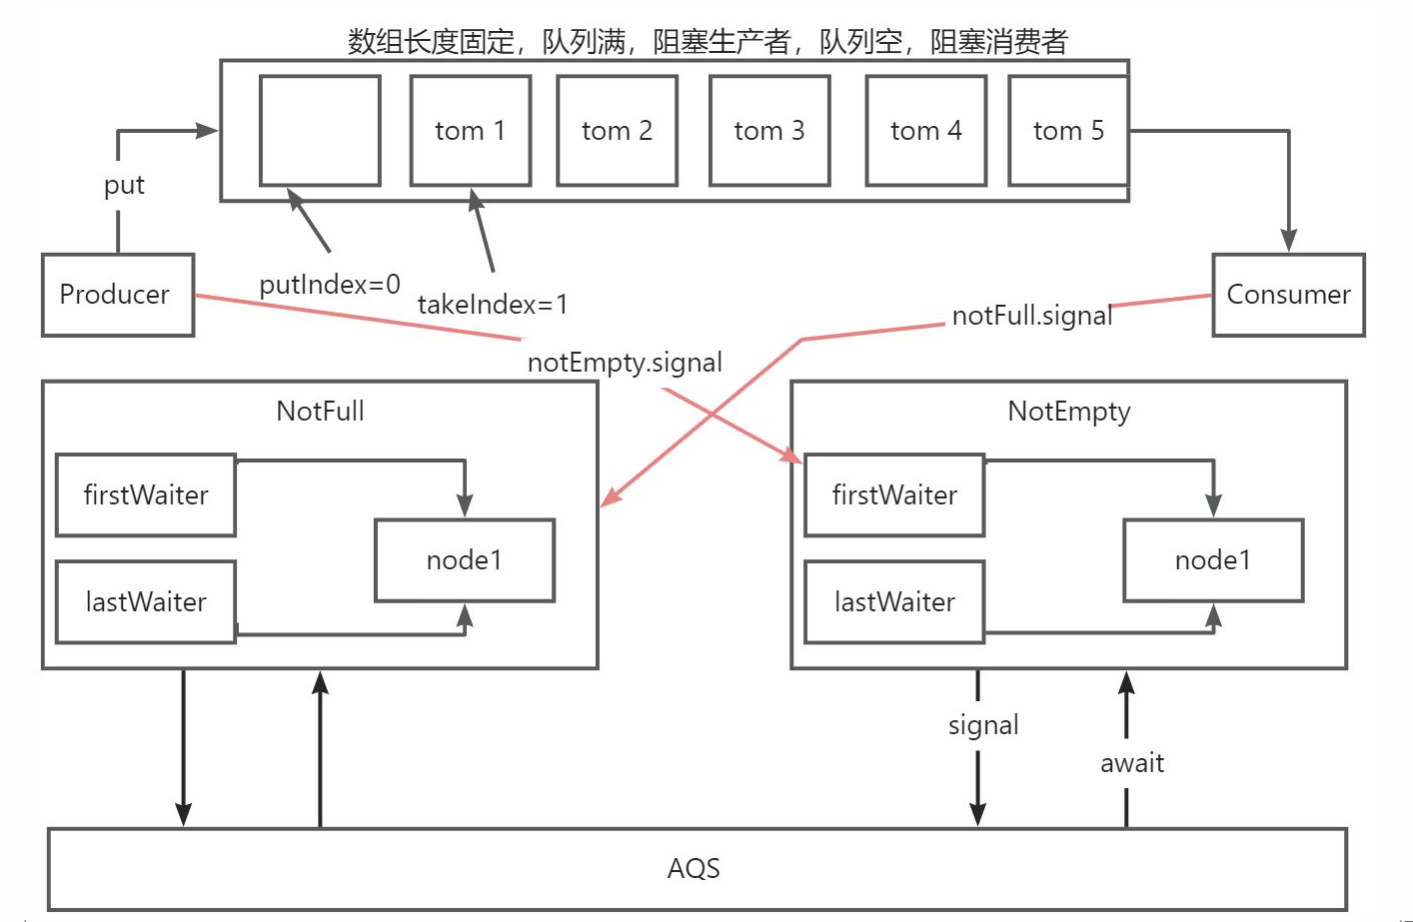 数组长度固定，队列满，阻塞生产者，队列空，阻塞消费者
tom 1
tom 2
tom 3
tom 4
tom 5
put
putIndex=0
takeIndex=1
Producer
Consumer
notFull.signal
notEmpty.signal
NotFull
firstWaiter
lastWaiter
node1
NotEmpty
firstWaiter
lastWaiter
node1
signal
await
AQS